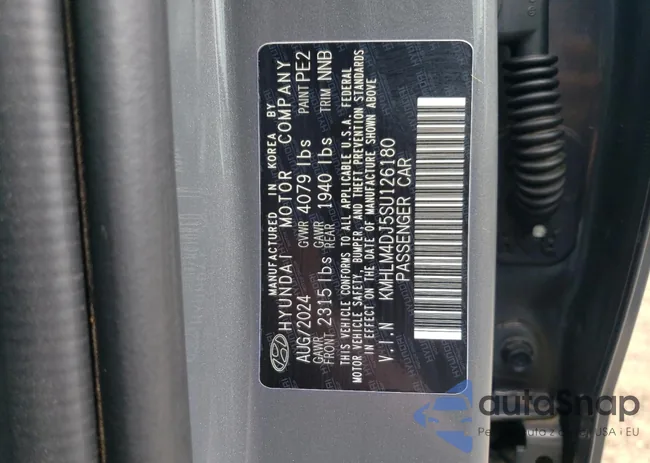 MANUFACTURED IN KOREA BY
HYUNDAI MOTOR COMPANY
AUG/2024 GVWR 4079 lbs PAINT PE2
GAWR FRONT 2315 lbs GAWR REAR 1940 lbs TRIM NNB
THIS VEHICLE CONFORMS TO ALL APPLICABLE U.S.A. FEDERAL
MOTOR VEHICLE SAFETY, BUMPER, AND THEFT PREVENTION STANDARDS
IN EFFECT ON THE DATE OF MANUFACTURE SHOWN ABOVE
V.I.N KMHLM4DJ5SU126180
PASSENGER CAR
autoSnap
USA i EU